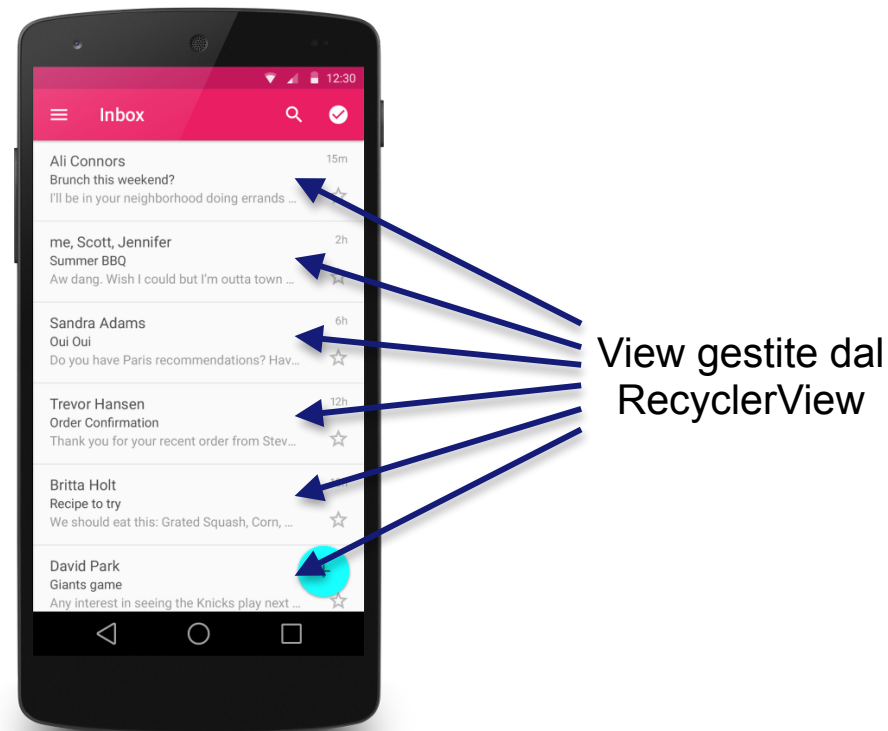 12:30
Inbox
Ali Connors
15m
Brunch this weekend?
I'll be in your neighborhood doing errands ...
me, Scott, Jennifer
2h
Summer BBQ
Aw dang. Wish I could but I'm outta town ...
Sandra Adams
6h
Oui Oui
Do you have Paris recommendations? Hav...
Trevor Hansen
12h
Order Confirmation
Thank you for your recent order from Stev...
Britta Holt
Recipe to try
We should eat this: Grated Squash, Corn, ...
David Park
Giants game
Any interest in seeing the Knicks play next ...
View gestite dal
RecyclerView